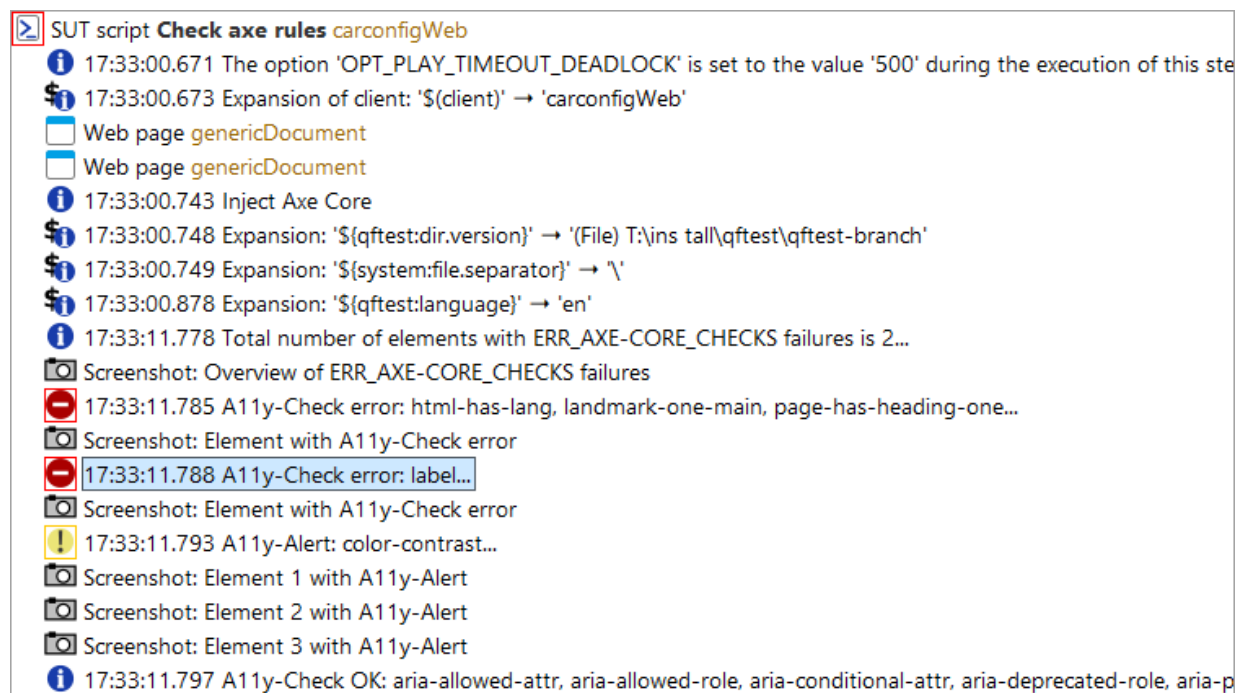 SUT script Check axe rules carconfigWeb
17:33:00.671 The option 'OPT_PLAY_TIMEOUT_DEADLOCK' is set to the value '500' during the execution of this ste
17:33:00.673 Expansion of client: '$(client)' → 'carconfigWeb'
Web page genericDocument
Web page genericDocument
17:33:00.743 Inject Axe Core
17:33:00.748 Expansion: '${qftest:dir.version}' → '(File) T:\ins tall\qftest\qftest-branch'
17:33:00.749 Expansion: '${system:file.separator}' → '\'
17:33:00.878 Expansion: '${qftest:language}' → 'en'
17:33:11.778 Total number of elements with ERR_AXE-CORE_CHECKS failures is 2...
Screenshot: Overview of ERR_AXE-CORE_CHECKS failures
17:33:11.785 A11y-Check error: html-has-lang, landmark-one-main, page-has-heading-one...
Screenshot: Element with A11y-Check error
17:33:11.788 A11y-Check error: label...
Screenshot: Element with A11y-Check error
17:33:11.793 A11y-Alert: color-contrast...
Screenshot: Element 1 with A11y-Alert
Screenshot: Element 2 with A11y-Alert
Screenshot: Element 3 with A11y-Alert
17:33:11.797 A11y-Check OK: aria-allowed-attr, aria-allowed-role, aria-conditional-attr, aria-deprecated-role, aria-p